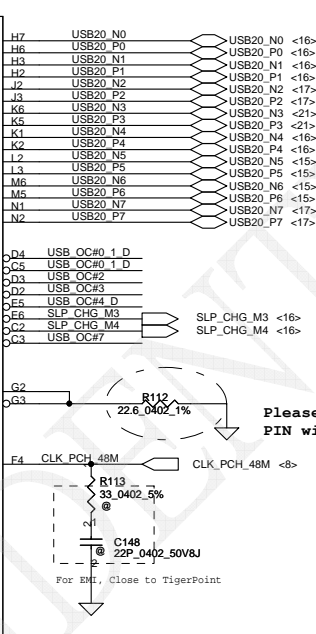 H7 USB20_N0 USB20_N0 <16>
H6 USB20_P0 USB20_P0 <16>
H3 USB20_N1 USB20_N1 <16>
H2 USB20_P1 USB20_P1 <16>
J2 USB20_N2 USB20_N2 <17>
J3 USB20_P2 USB20_P2 <17>
K6 USB20_N3 USB20_N3 <21>
K5 USB20_P3 USB20_P3 <21>
K1 USB20_N4 USB20_N4 <16>
K2 USB20_P4 USB20_P4 <16>
L2 USB20_N5 USB20_N5 <15>
L3 USB20_P5 USB20_P5 <15>
M6 USB20_N6 USB20_N6 <15>
M5 USB20_P6 USB20_P6 <15>
N1 USB20_N7 USB20_N7 <17>
N2 USB20_P7 USB20_P7 <17>
D4 USB_OC#0_1_D
C5 USB_OC#0_1_D
D3 USB_OC#2
D2 USB_OC#3
E5 USB_OC#4_D
E6 SLP_CHG_M3 SLP_CHG_M3 <16>
C2 SLP_CHG_M4 SLP_CHG_M4 <16>
C3 USB_OC#7
G2
G3
R112
22.6_0402_1%
Please
PIN wi
F4 CLK_PCH_48M CLK_PCH_48M <8>
R113
33_0402_5%
@
1
2
C148
@ 22P_0402_50V8J
For EMI, Close to TigerPoint